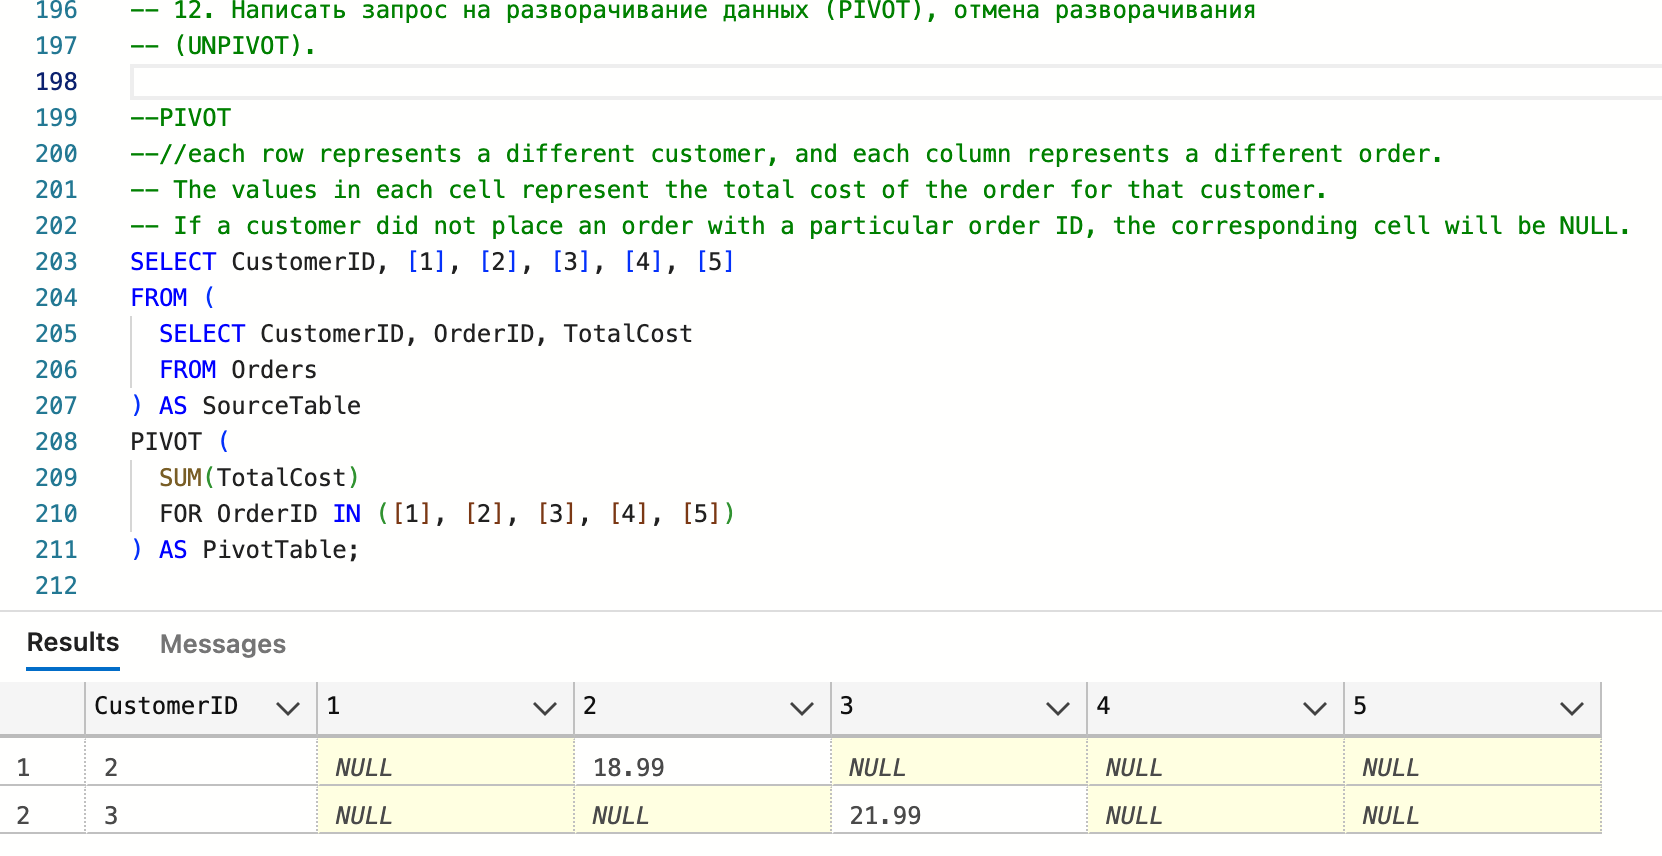 196 -- 12. Написать запрос на разворачивание данных (PIVOT), отмена разворачивания
197 -- (UNPIVOT).
198
199 --PIVOT
200 --//each row represents a different customer, and each column represents a different order.
201 -- The values in each cell represent the total cost of the order for that customer.
202 -- If a customer did not place an order with a particular order ID, the corresponding cell will be NULL.
203 SELECT CustomerID, [1], [2], [3], [4], [5]
204 FROM (
205 SELECT CustomerID, OrderID, TotalCost
206 FROM Orders
207 ) AS SourceTable
208 PIVOT (
209 SUM(TotalCost)
210 FOR OrderID IN ([1], [2], [3], [4], [5])
211 ) AS PivotTable;
212
Results Messages
CustomerID 1 2 3 4 5
1 2 NULL 18.99 NULL NULL NULL
2 3 NULL NULL 21.99 NULL NULL